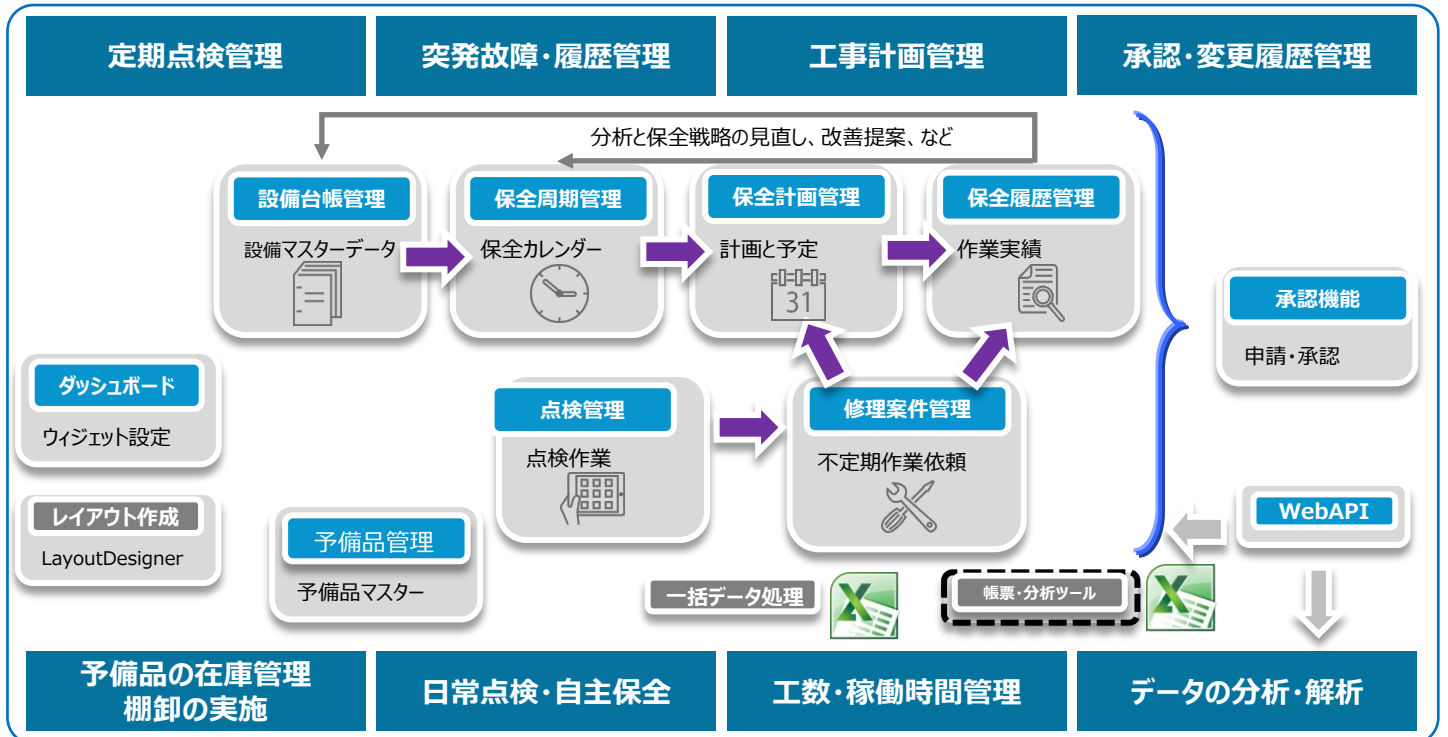 定期点検管理
突発故障・履歴管理
工事計画管理
承認・変更履歴管理
分析と保全戦略の見直し、改善提案、など
設備台帳管理
設備マスターデータ
保全周期管理
保全カレンダー
保全計画管理
計画と予定
31
保全履歴管理
作業実績
承認機能
申請・承認
ダッシュボード
ウィジェット設定
点検管理
点検作業
修理案件管理
不定期作業依頼
レイアウト作成
LayoutDesigner
予備品管理
予備品マスター
WebAPI
一括データ処理
帳票・分析ツール
予備品の在庫管理
棚卸の実施
日常点検・自主保全
工数・稼働時間管理
データの分析・解析